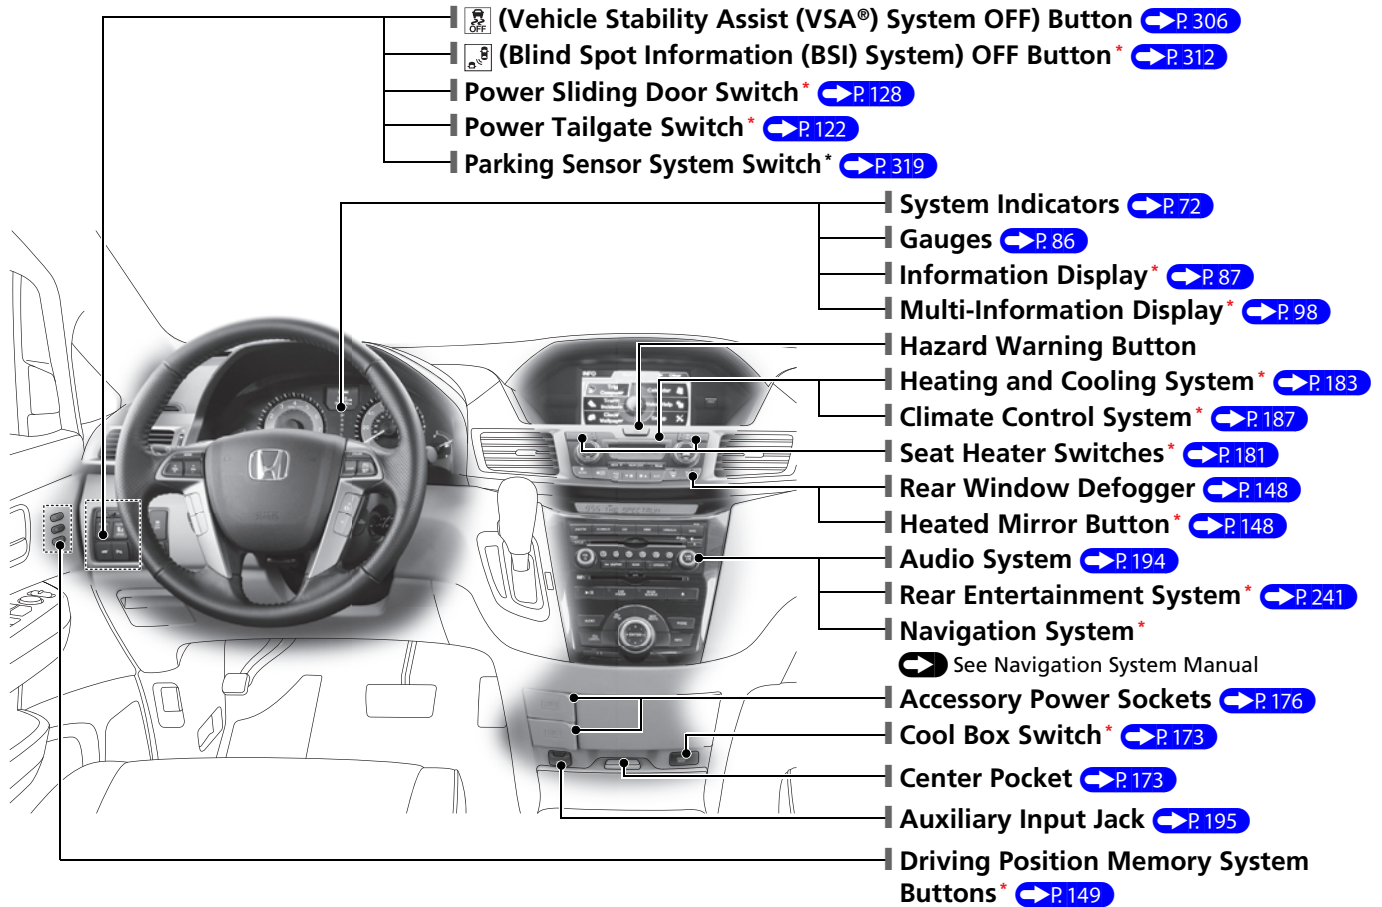 OFF (Vehicle Stability Assist (VSA®) System OFF) Button P. 306
(Blind Spot Information (BSI) System) OFF Button* P. 312
Power Sliding Door Switch* P. 128
Power Tailgate Switch* P. 122
Parking Sensor System Switch* P. 319
System Indicators P. 72
Gauges P. 86
Information Display* P. 87
Multi-Information Display* P. 98
Hazard Warning Button
Heating and Cooling System* P. 183
Climate Control System* P. 187
Seat Heater Switches* P. 181
Rear Window Defogger P. 148
Heated Mirror Button* P. 148
Audio System P. 194
Rear Entertainment System* P. 241
Navigation System*
See Navigation System Manual
Accessory Power Sockets P. 176
Cool Box Switch* P. 173
Center Pocket P. 173
Auxiliary Input Jack P. 195
Driving Position Memory System
Buttons* P. 149
INFO